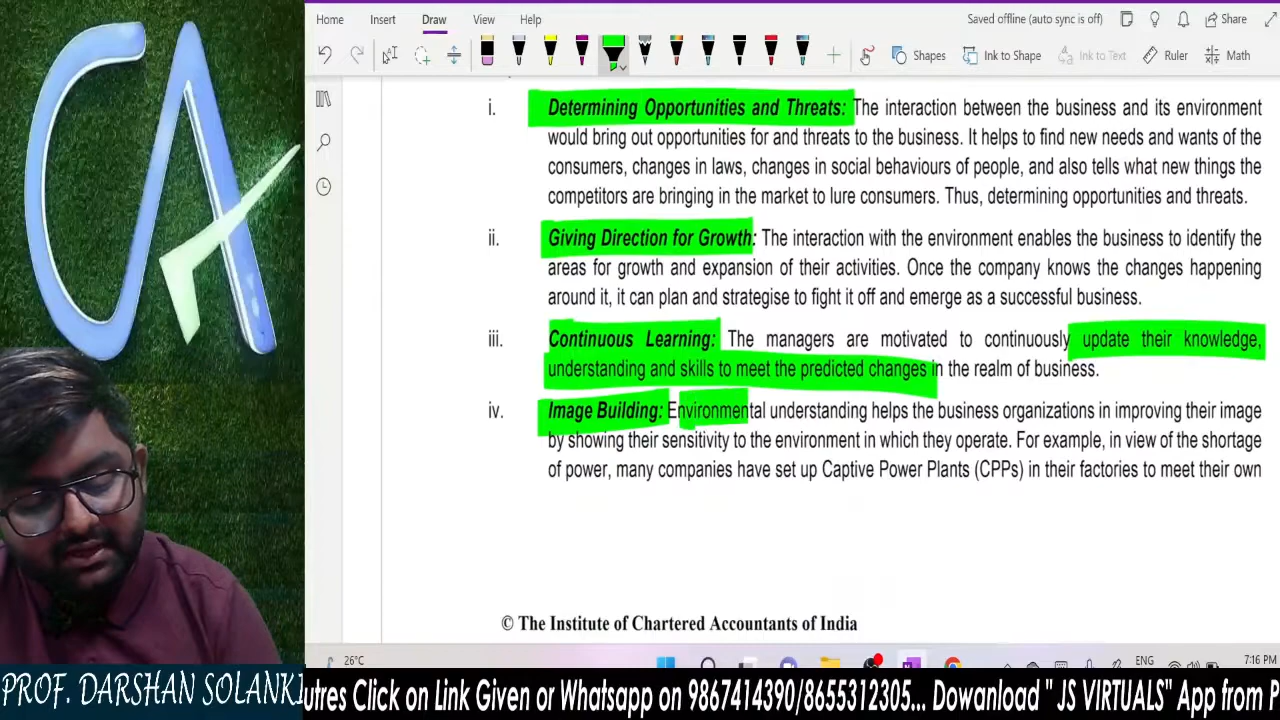 CA
Home Insert Draw View Help Saved offline (auto sync is off) Share
Shapes Ink to Shape Ink to Text Ruler Math
i. Determining Opportunities and Threats: The interaction between the business and its environment
would bring out opportunities for and threats to the business. It helps to find new needs and wants of the
consumers, changes in laws, changes in social behaviours of people, and also tells what new things the
competitors are bringing in the market to lure consumers. Thus, determining opportunities and threats.
ii. Giving Direction for Growth: The interaction with the environment enables the business to identify the
areas for growth and expansion of their activities. Once the company knows the changes happening
around it, it can plan and strategise to fight it off and emerge as a successful business.
iii. Continuous Learning: The managers are motivated to continuously update their knowledge,
understanding and skills to meet the predicted changes in the realm of business.
iv. Image Building: Environmental understanding helps the business organizations in improving their image
by showing their sensitivity to the environment in which they operate. For example, in view of the shortage
of power, many companies have set up Captive Power Plants (CPPs) in their factories to meet their own
© The Institute of Chartered Accountants of India
26°C ENG 7:16 PM
PROF. DARSHAN SOLANKI
utres Click on Link Given or Whatsapp on 9867414390/8655312305... Dowanload " JS VIRTUALS" App from P